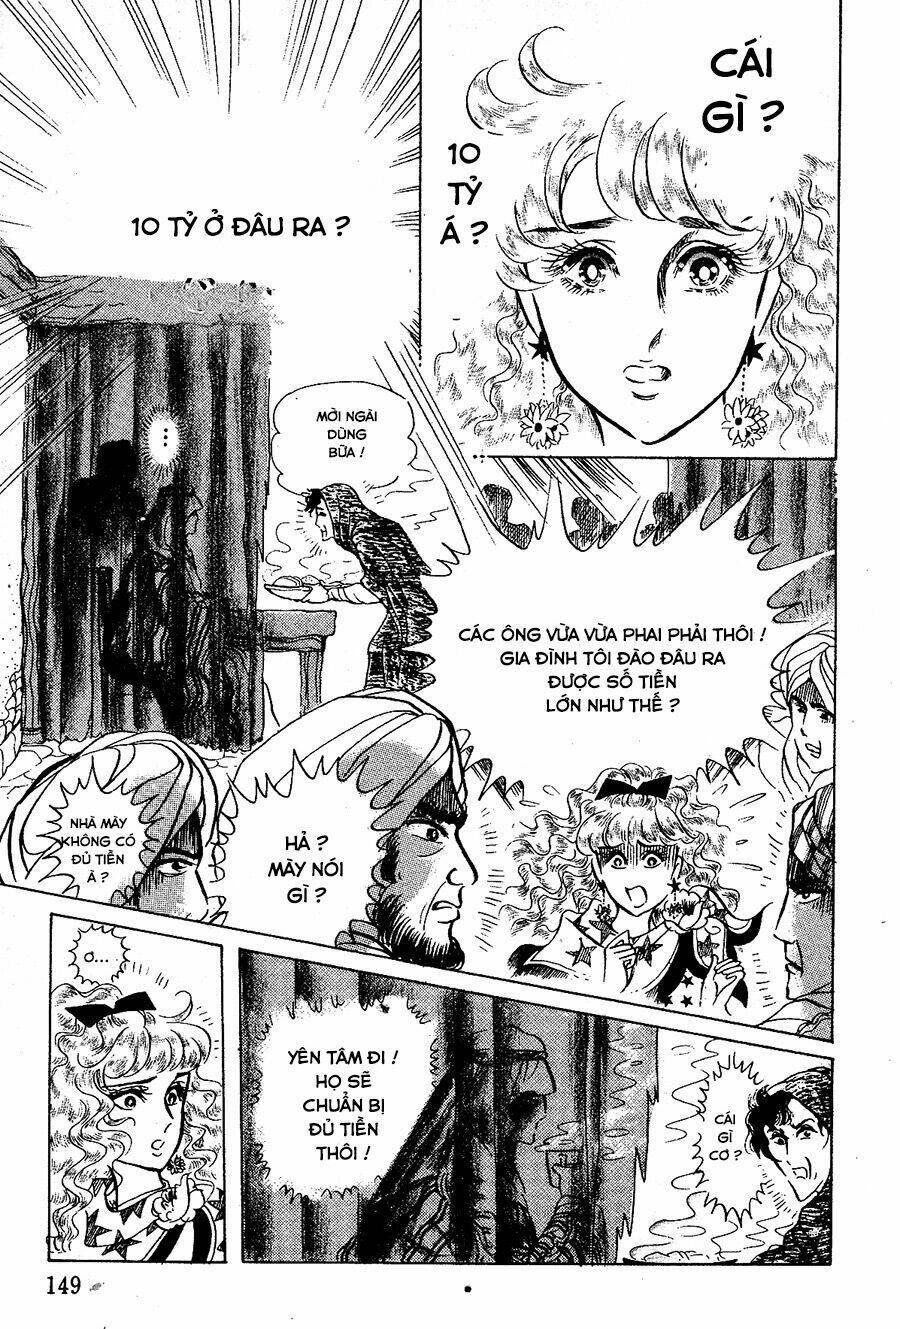 CÁI
GÌ ?
10
TỶ
Á ?
10 TỶ Ở ĐÂU RA ?
MỜI NGÀI
DÙNG
BỮA !
...
CÁC ÔNG VỪA VỪA PHAI PHẢI THÔI !
GIA ĐÌNH TÔI ĐÀO ĐÂU RA
ĐƯỢC SỐ TIỀN
LỚN NHƯ THẾ ?
HẢ ?
MÀY NÓI
GÌ ?
NHÀ MÀY
KHÔNG CÓ
ĐỦ TIỀN
À ?
Ơ...
YÊN TÂM ĐI !
HỌ SẼ
CHUẨN BỊ
ĐỦ TIỀN
THÔI !
CÁI
GÌ
CƠ ?
149